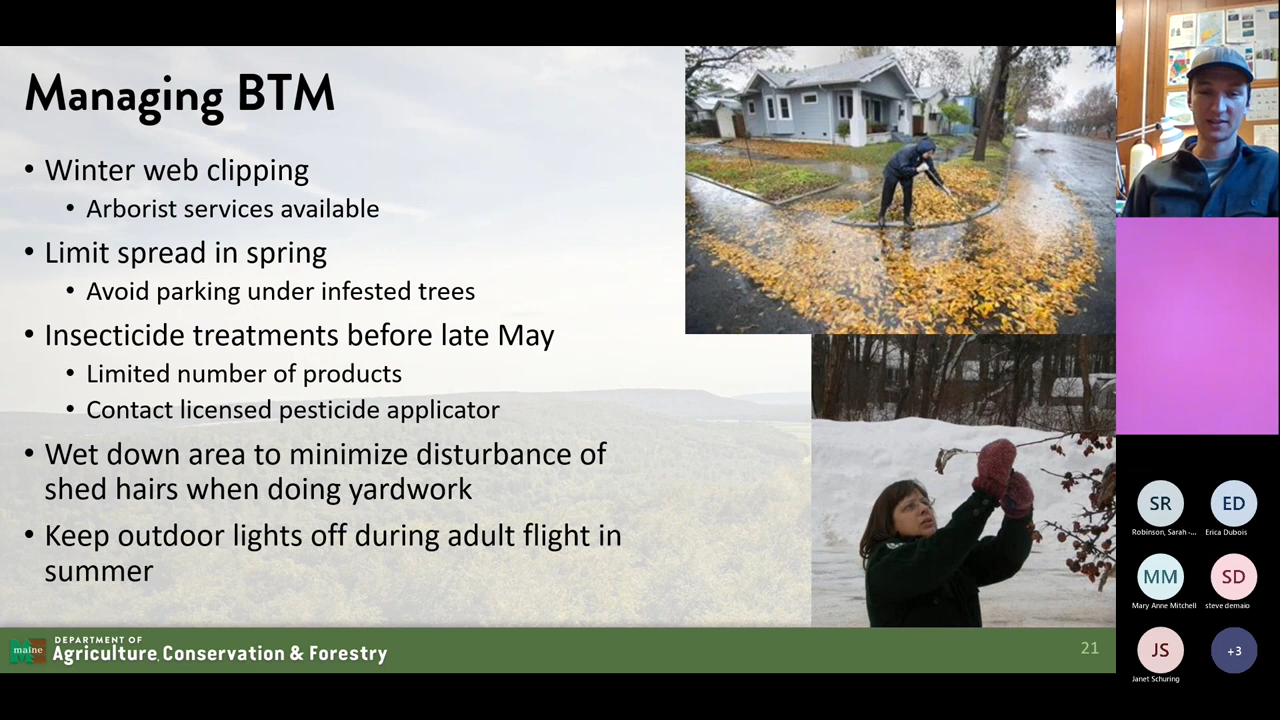 Managing BTM
• Winter web clipping
• Arborist services available
• Limit spread in spring
• Avoid parking under infested trees
• Insecticide treatments before late May
• Limited number of products
• Contact licensed pesticide applicator
• Wet down area to minimize disturbance of
shed hairs when doing yardwork
• Keep outdoor lights off during adult flight in
summer
maine
DEPARTMENT OF
Agriculture, Conservation & Forestry
21
SR
ED
Robinson, Sarah -...
Erica Dubois
MM
SD
Mary Anne Mitchell
steve demaio
JS
+3
Janet Schuring